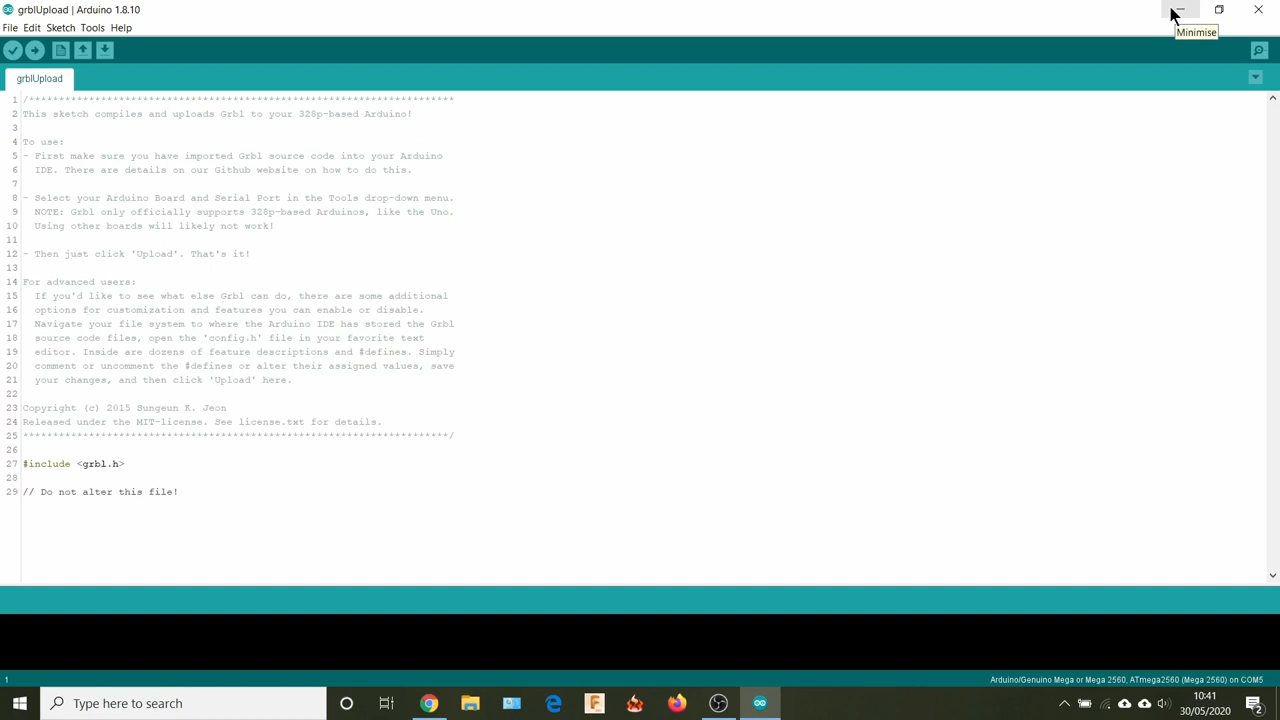 grblUpload | Arduino 1.8.10
File Edit Sketch Tools Help
Minimise
grblUpload
1 /***********************************************************************
2 This sketch compiles and uploads Grbl to your 328p-based Arduino!
3
4 To use:
5 - First make sure you have imported Grbl source code into your Arduino
6 IDE. There are details on our Github website on how to do this.
7
8 - Select your Arduino Board and Serial Port in the Tools drop-down menu.
9 NOTE: Grbl only officially supports 328p-based Arduinos, like the Uno.
10 Using other boards will likely not work!
11
12 - Then just click 'Upload'. That's it!
13
14 For advanced users:
15 If you'd like to see what else Grbl can do, there are some additional
16 options for customization and features you can enable or disable.
17 Navigate your file system to where the Arduino IDE has stored the Grbl
18 source code files, open the 'config.h' file in your favorite text
19 editor. Inside are dozens of feature descriptions and #defines. Simply
20 comment or uncomment the #defines or alter their assigned values, save
21 your changes, and then click 'Upload' here.
22
23 Copyright (c) 2015 Sungeun K. Jeon
24 Released under the MIT-license. See license.txt for details.
25 ***********************************************************************/
26
27 #include <grbl.h>
28
29 // Do not alter this file!
1 Arduino/Genuino Mega or Mega 2560, ATmega2560 (Mega 2560) on COM5
Type here to search
10:41
30/05/2020
2